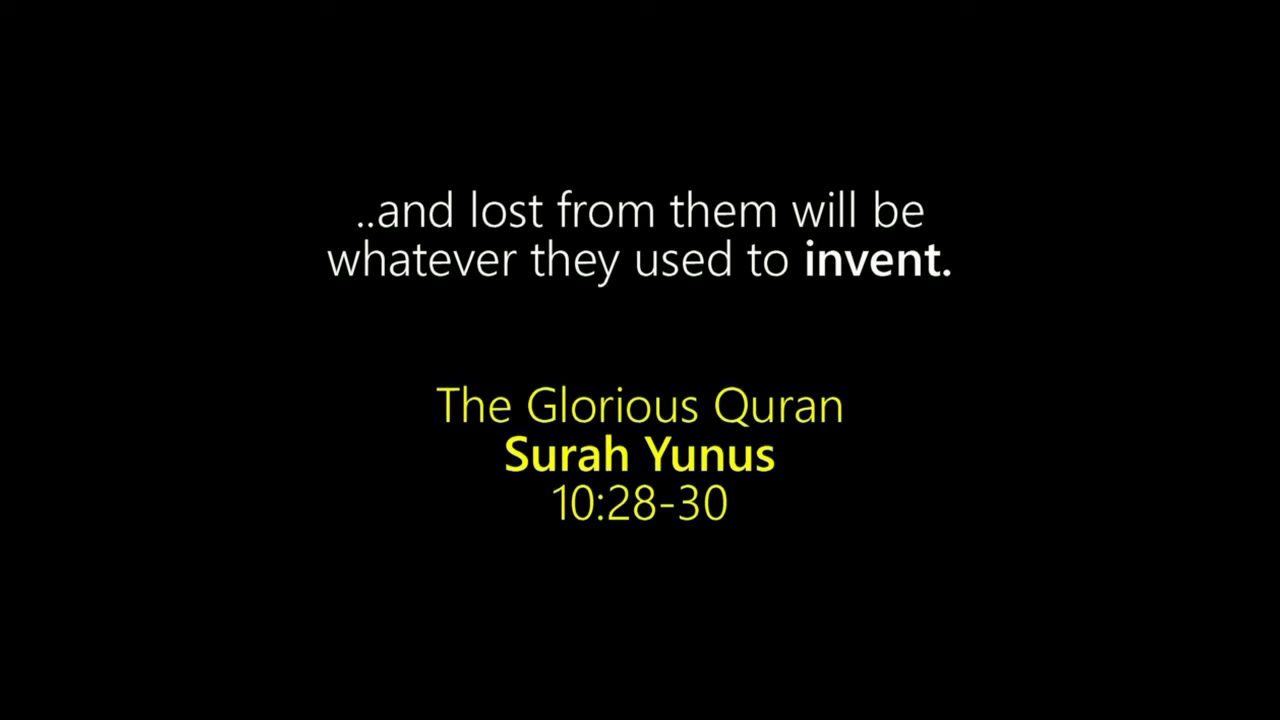 ..and lost from them will be
whatever they used to invent.
The Glorious Quran
Surah Yunus
10:28-30